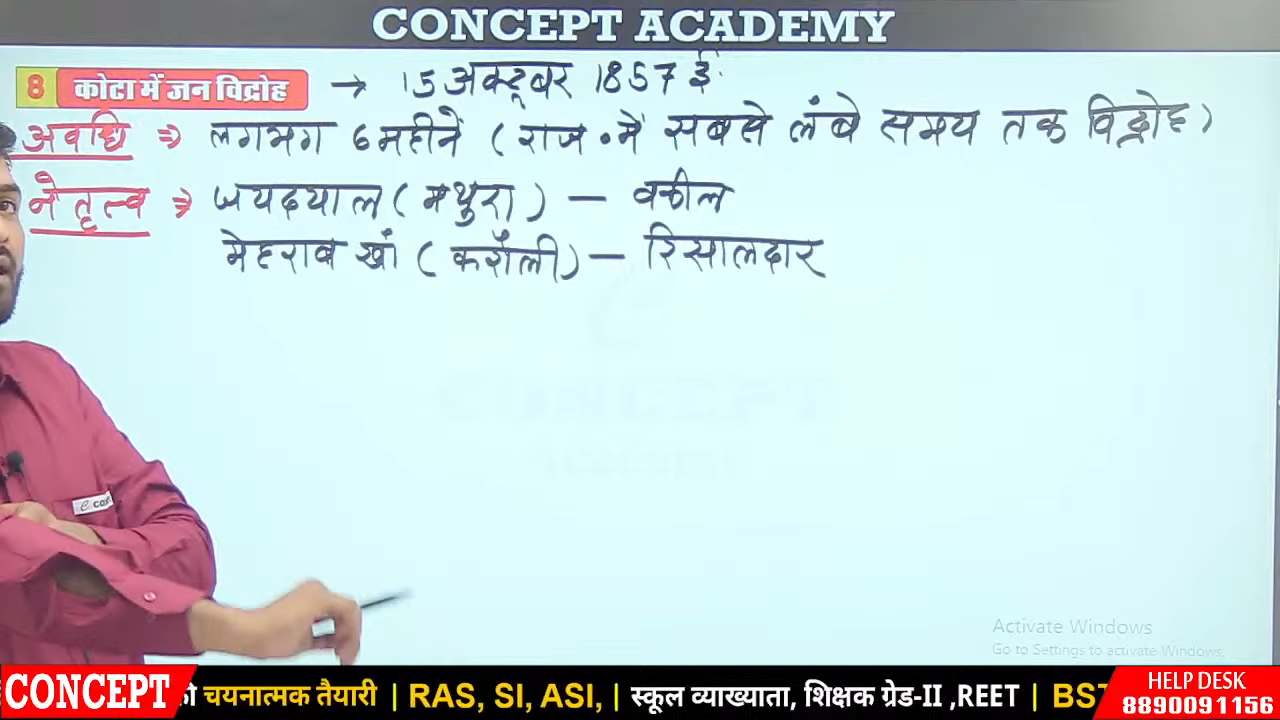 CONCEPT ACADEMY
8 कोटा में जन विद्रोह → 15 अक्टूबर 1857 ई.
अवधि ⇒ लगभग 6 महीने (राज. में सबसे लंबे समय तक विद्रोह)
नेतृत्व ⇒ जयदयाल (मथुरा) — वकील
मेहराब खां (करौली) — रिसालदार
CONCEPT
ACADEMY
Activate Windows
Go to Settings to activate Windows.
CONCEPT चयनात्मक तैयारी | RAS, SI, ASI, | स्कूल व्याख्याता, शिक्षक ग्रेड-II ,REET |
HELP DESK
8890091156